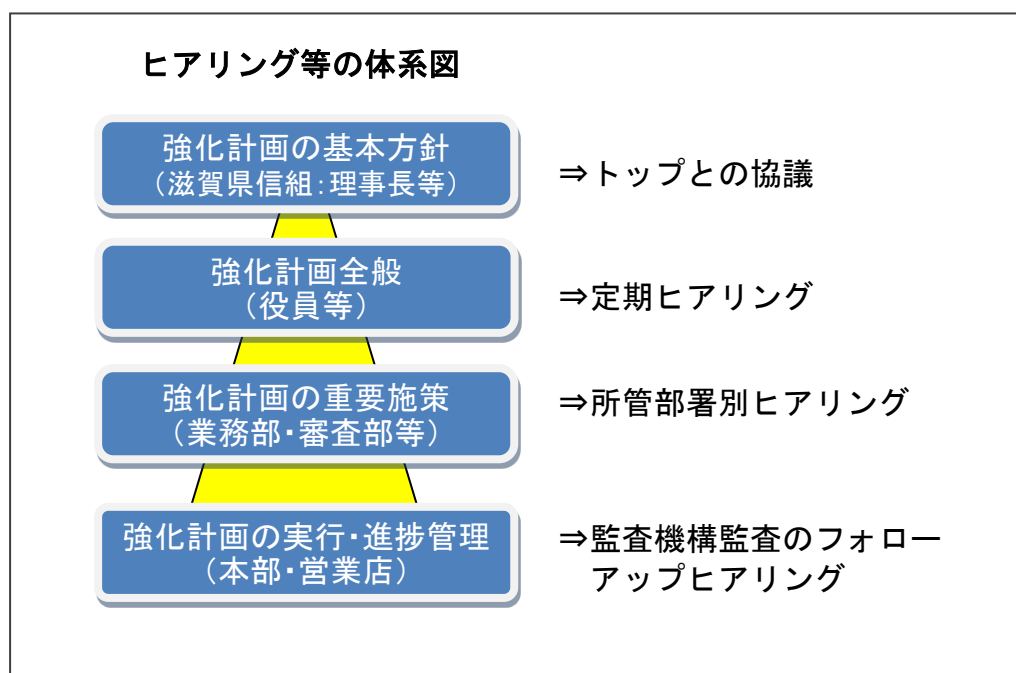 ヒアリング等の体系図
強化計画の基本方針
（滋賀県信組：理事長等）
⇒トップとの協議
強化計画全般
（役員等）
⇒定期ヒアリング
強化計画の重要施策
（業務部・審査部等）
⇒所管部署別ヒアリング
強化計画の実行・進捗管理
（本部・営業店）
⇒監査機構監査のフォロー
アップヒアリング